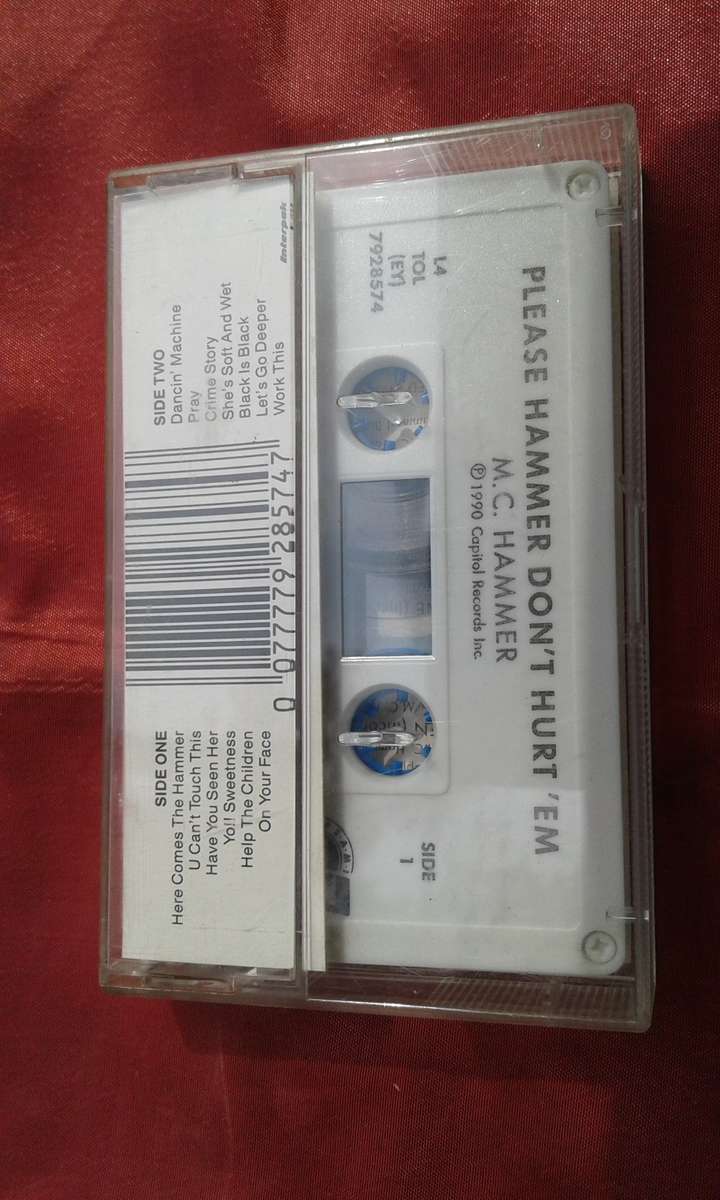 PLEASE HAMMER DON'T HURT 'EM
M.C. HAMMER
℗ 1990 Capitol Records Inc.
L4
TOL
(EY)
7928574
SIDE
1
Interpak
SIDE ONE
Here Comes The Hammer
U Can't Touch This
Have You Seen Her
Yo!! Sweetness
Help The Children
On Your Face
0 077779 285747
SIDE TWO
Dancin' Machine
Pray
Crime Story
She's Soft And Wet
Black Is Black
Let's Go Deeper
Work This